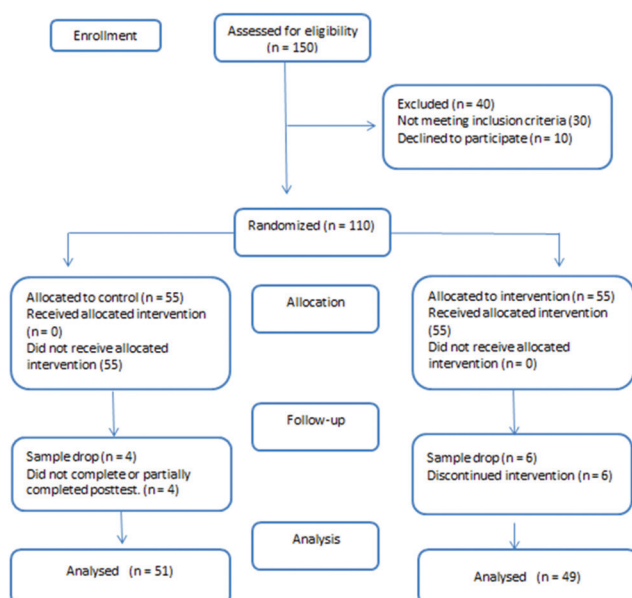 Enrollment
Assessed for eligibility
(n = 150)
Excluded (n = 40)
Not meeting inclusion criteria (30)
Declined to participate (n = 10)
Randomized (n = 110)
Allocated to control (n = 55)
Received allocated intervention
(n = 0)
Did not receive allocated
intervention (55)
Allocation
Allocated to intervention (n = 55)
Received allocated intervention
(55)
Did not receive allocated
intervention (n = 0)
Follow-up
Sample drop (n = 4)
Did not complete or partially
completed posttest. (n = 4)
Sample drop (n = 6)
Discontinued intervention (n = 6)
Analysis
Analysed (n = 51)
Analysed (n = 49)